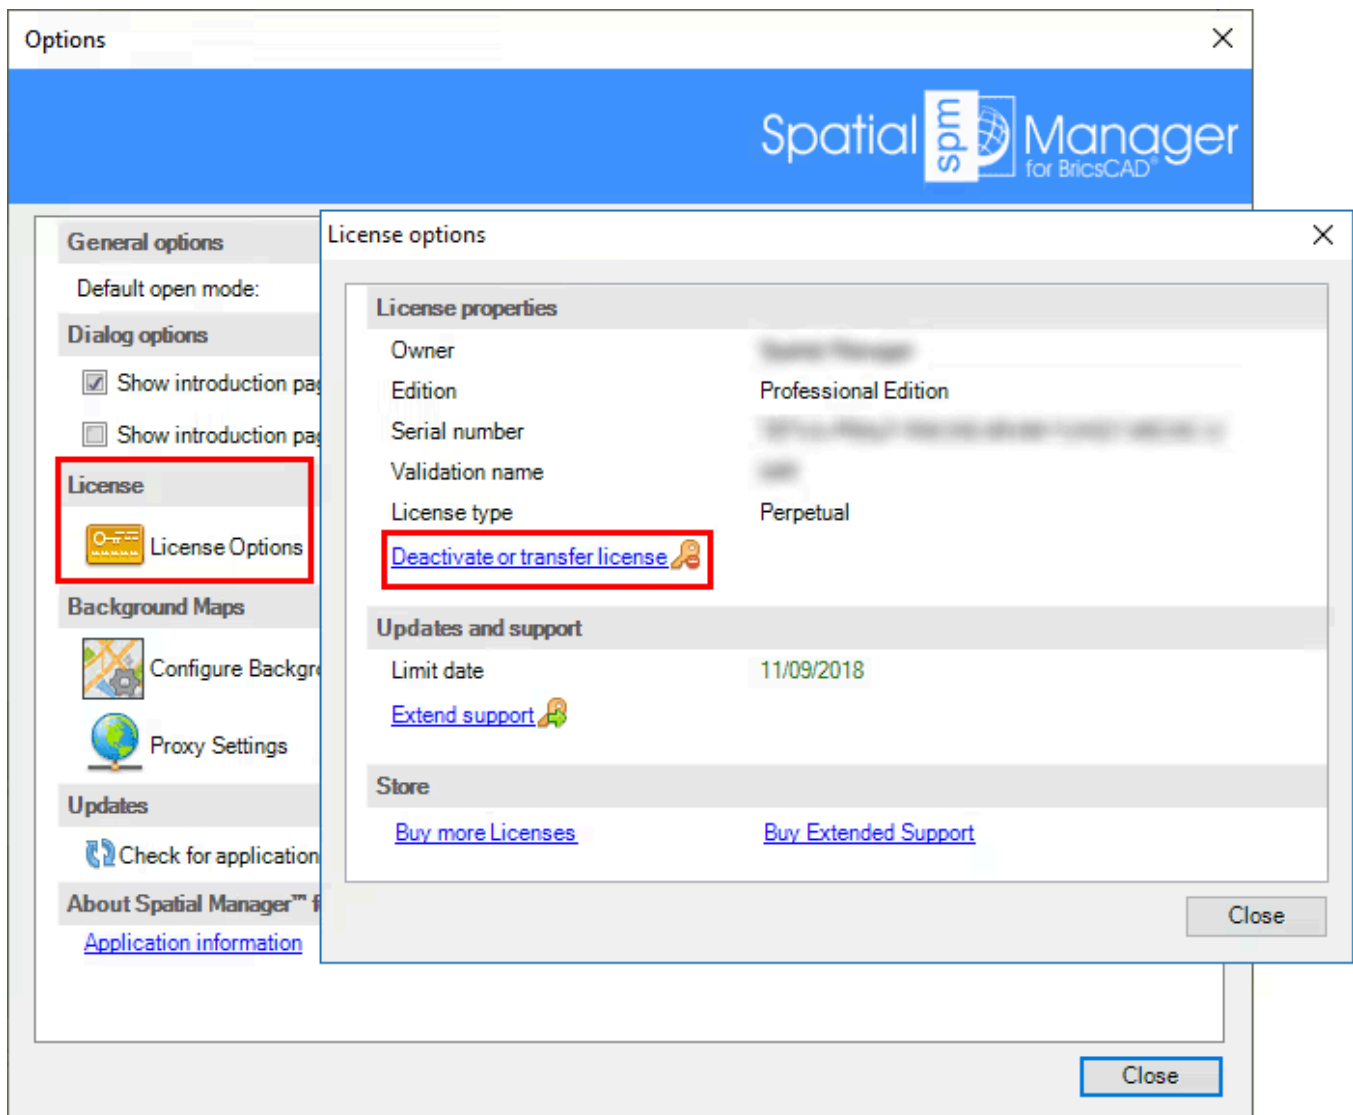 Options
Spatial spm Manager
for BricsCAD®
General options
Default open mode:
Dialog options
Show introduction pag
Show introduction pag
License
License Options
Background Maps
Configure Backgro
Proxy Settings
Updates
Check for application
About Spatial Manager™ f
Application information
Close
License options
License properties
Owner
Edition Professional Edition
Serial number
Validation name
License type Perpetual
Deactivate or transfer license
Updates and support
Limit date 11/09/2018
Extend support
Store
Buy more Licenses Buy Extended Support
Close